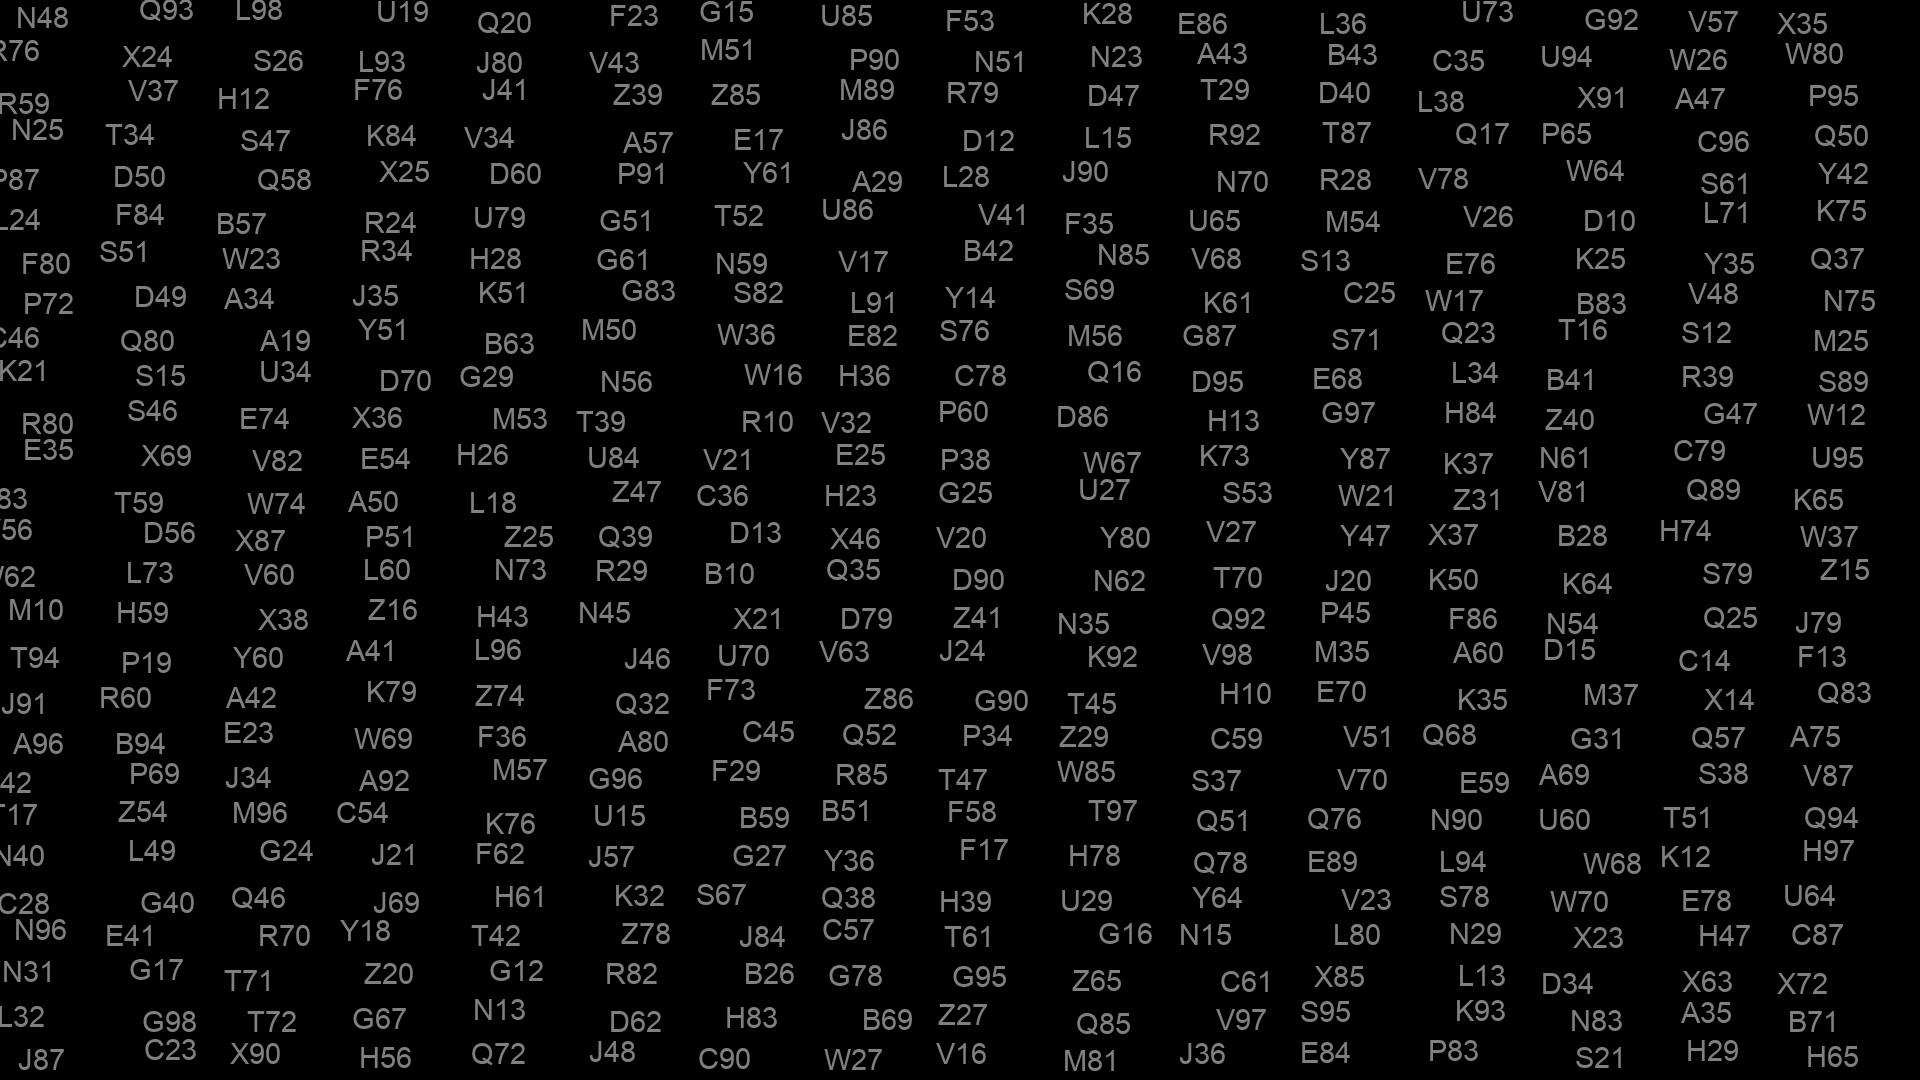 N48 Q93 L98 U19 Q20 F23 G15 U85 F53 K28 E86 L36 U73 G92 V57 X35
R76 X24 S26 L93 J80 V43 M51 P90 N51 N23 A43 B43 C35 U94 W26 W80
R59 V37 H12 F76 J41 Z39 Z85 M89 R79 D47 T29 D40 L38 X91 A47 P95
N25 T34 S47 K84 V34 A57 E17 J86 D12 L15 R92 T87 Q17 P65 C96 Q50
P87 D50 Q58 X25 D60 P91 Y61 A29 L28 J90 N70 R28 V78 W64 S61 Y42
L24 F84 B57 R24 U79 G51 T52 U86 V41 F35 U65 M54 V26 D10 L71 K75
F80 S51 W23 R34 H28 G61 N59 V17 B42 N85 V68 S13 E76 K25 Y35 Q37
P72 D49 A34 J35 K51 G83 S82 L91 Y14 S69 K61 C25 W17 B83 V48 N75
C46 Q80 A19 Y51 B63 M50 W36 E82 S76 M56 G87 S71 Q23 T16 S12 M25
K21 S15 U34 D70 G29 N56 W16 H36 C78 Q16 D95 E68 L34 B41 R39 S89
R80 S46 E74 X36 M53 T39 R10 V32 P60 D86 H13 G97 H84 Z40 G47 W12
E35 X69 V82 E54 H26 U84 V21 E25 P38 W67 K73 Y87 K37 N61 C79 U95
83 T59 W74 A50 L18 Z47 C36 H23 G25 U27 S53 W21 Z31 V81 Q89 K65
56 D56 X87 P51 Z25 Q39 D13 X46 V20 Y80 V27 Y47 X37 B28 H74 W37
62 L73 V60 L60 N73 R29 B10 Q35 D90 N62 T70 J20 K50 K64 S79 Z15
M10 H59 X38 Z16 H43 N45 X21 D79 Z41 N35 Q92 P45 F86 N54 Q25 J79
T94 P19 Y60 A41 L96 J46 U70 V63 J24 K92 V98 M35 A60 D15 C14 F13
J91 R60 A42 K79 Z74 Q32 F73 Z86 G90 T45 H10 E70 K35 M37 X14 Q83
A96 B94 E23 W69 F36 A80 C45 Q52 P34 Z29 C59 V51 Q68 G31 Q57 A75
42 P69 J34 A92 M57 G96 F29 R85 T47 W85 S37 V70 E59 A69 S38 V87
T17 Z54 M96 C54 K76 U15 B59 B51 F58 T97 Q51 Q76 N90 U60 T51 Q94
N40 L49 G24 J21 F62 J57 G27 Y36 F17 H78 Q78 E89 L94 W68 K12 H97
C28 G40 Q46 J69 H61 K32 S67 Q38 H39 U29 Y64 V23 S78 W70 E78 U64
N96 E41 R70 Y18 T42 Z78 J84 C57 T61 G16 N15 L80 N29 X23 H47 C87
N31 G17 T71 Z20 G12 R82 B26 G78 G95 Z65 C61 X85 L13 D34 X63 X72
L32 G98 T72 G67 N13 D62 H83 B69 Z27 Q85 V97 S95 K93 N83 A35 B71
J87 C23 X90 H56 Q72 J48 C90 W27 V16 M81 J36 E84 P83 S21 H29 H65